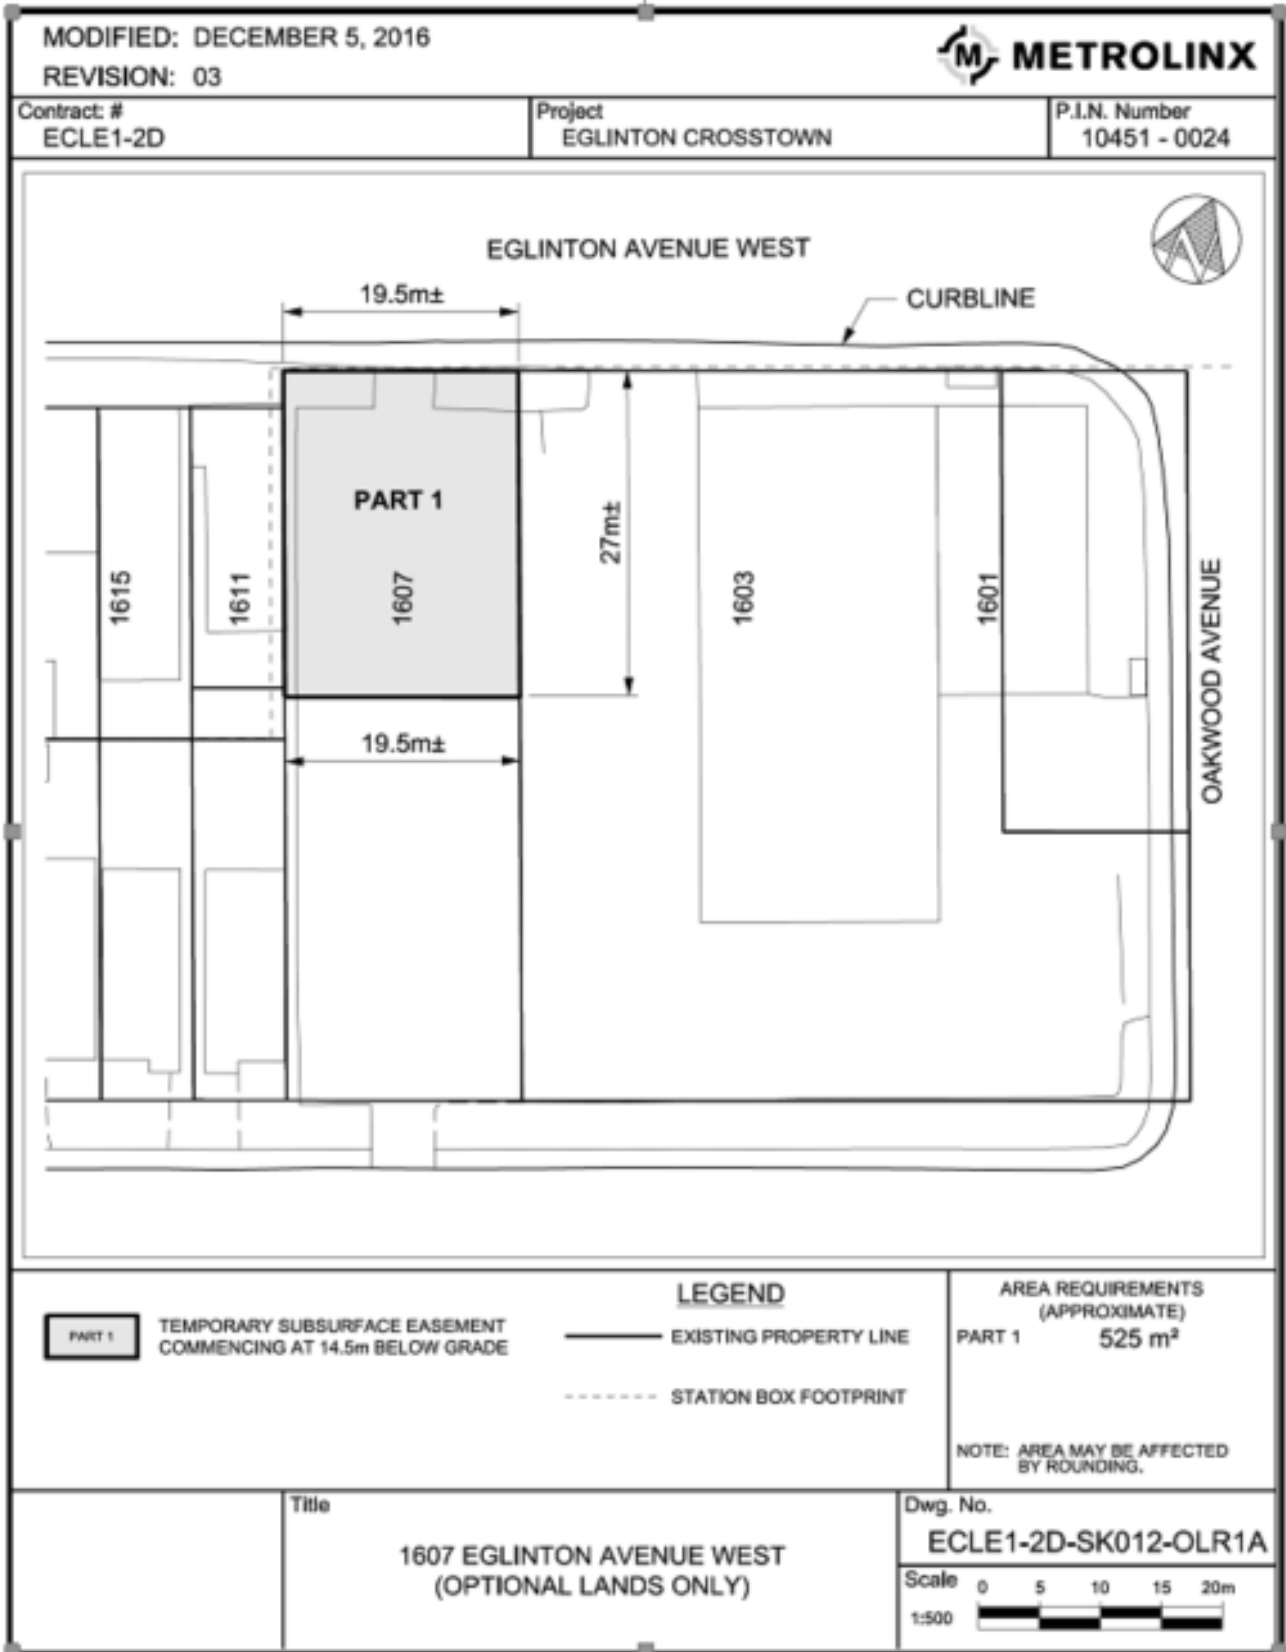 MODIFIED: DECEMBER 5, 2016
REVISION: 03
METROLINX
Contract: #
ECLE1-2D
Project
EGLINTON CROSSTOWN
P.I.N. Number
10451 - 0024
EGLINTON AVENUE WEST
19.5m±
CURBLINE
PART 1
27m±
1615
1611
1607
1603
1601
OAKWOOD AVENUE
19.5m±
LEGEND
PART 1
TEMPORARY SUBSURFACE EASEMENT
COMMENCING AT 14.5m BELOW GRADE
EXISTING PROPERTY LINE
STATION BOX FOOTPRINT
AREA REQUIREMENTS
(APPROXIMATE)
PART 1 525 m²
NOTE: AREA MAY BE AFFECTED
BY ROUNDING.
Title
1607 EGLINTON AVENUE WEST
(OPTIONAL LANDS ONLY)
Dwg. No.
ECLE1-2D-SK012-OLR1A
Scale
1:500
0 5 10 15 20m